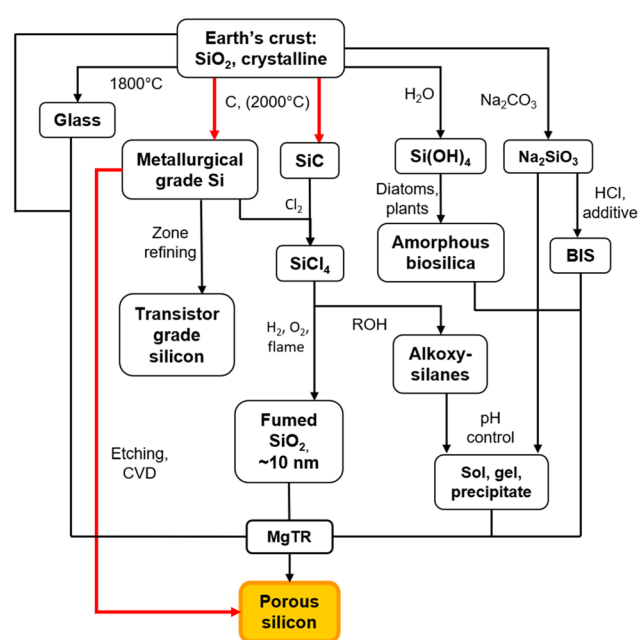 Earth's crust:
SiO₂, crystalline
1800°C
C, (2000°C)
H₂O
Na₂CO₃
Glass
Metallurgical
grade Si
SiC
Si(OH)₄
Na₂SiO₃
Diatoms,
plants
HCl,
additive
Cl₂
Zone
refining
Amorphous
biosilica
BIS
SiCl₄
Transistor
grade
silicon
H₂, O₂,
flame
ROH
Alkoxy-
silanes
Fumed
SiO₂,
~10 nm
pH
control
Etching,
CVD
Sol, gel,
precipitate
MgTR
Porous
silicon